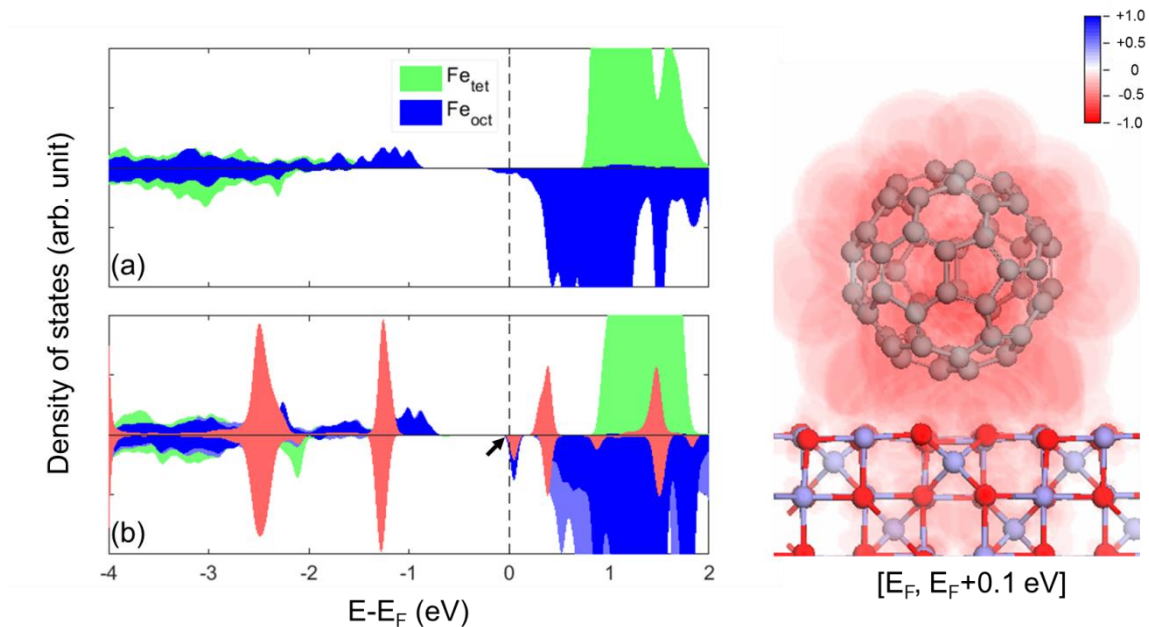 Density of states (arb. unit)
Fe_tet
Fe_oct
(a)
(b)
-4 -3 -2 -1 0 1 2
E-E_F (eV)
+1.0
+0.5
0
-0.5
-1.0
[E_F, E_F+0.1 eV]